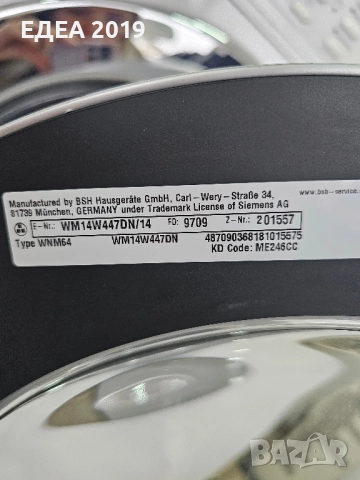 ЕДЕА 2019
Manufactured by BSH Hausgeräte GmbH, Carl-Wery-Straße 34,
81739 München, GERMANY under Trademark License of Siemens AG
www.bsh-service.
E-Nr.: WM14W447DN/14 FD: 9709 Z-Nr.: 201557
Type WNM64 WM14W447DN 487090368181015575
KD Code: ME246CC
bazar